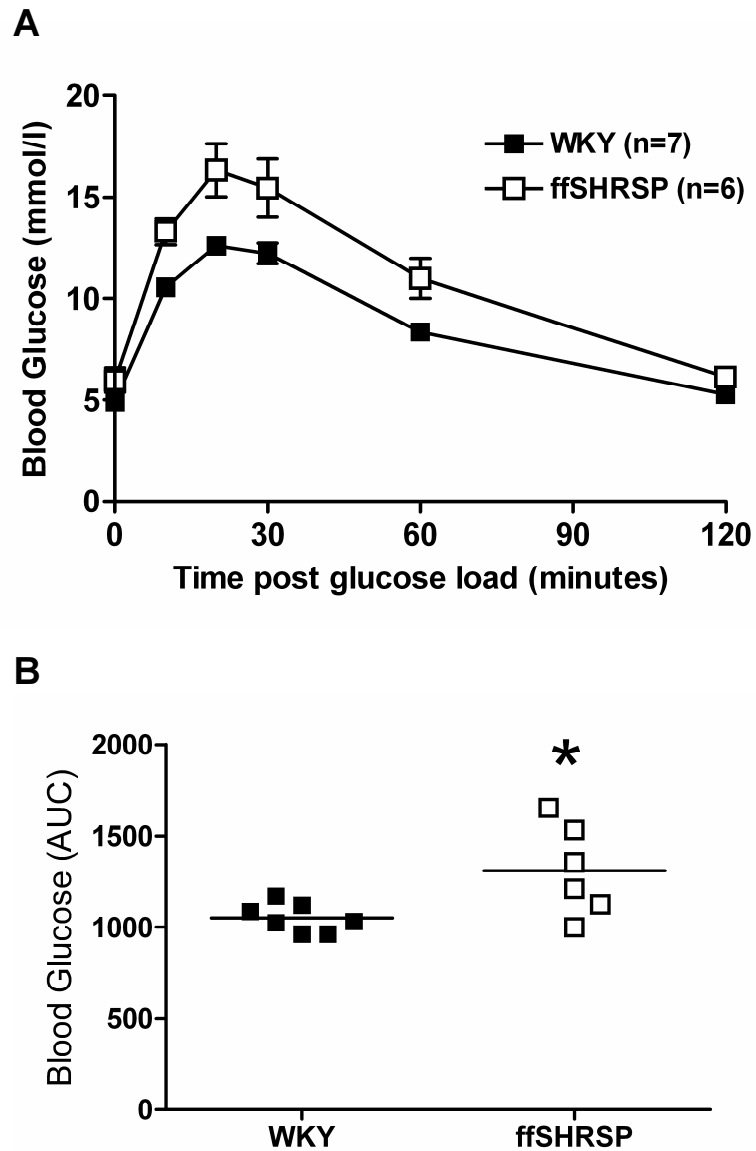 A
20
WKY (n=7)
ffSHRSP (n=6)
15
10
5
0
Blood Glucose (mmol/l)
0 30 60 90 120
Time post glucose load (minutes)
B
2000
*
1500
1000
500
0
Blood Glucose (AUC)
WKY ffSHRSP